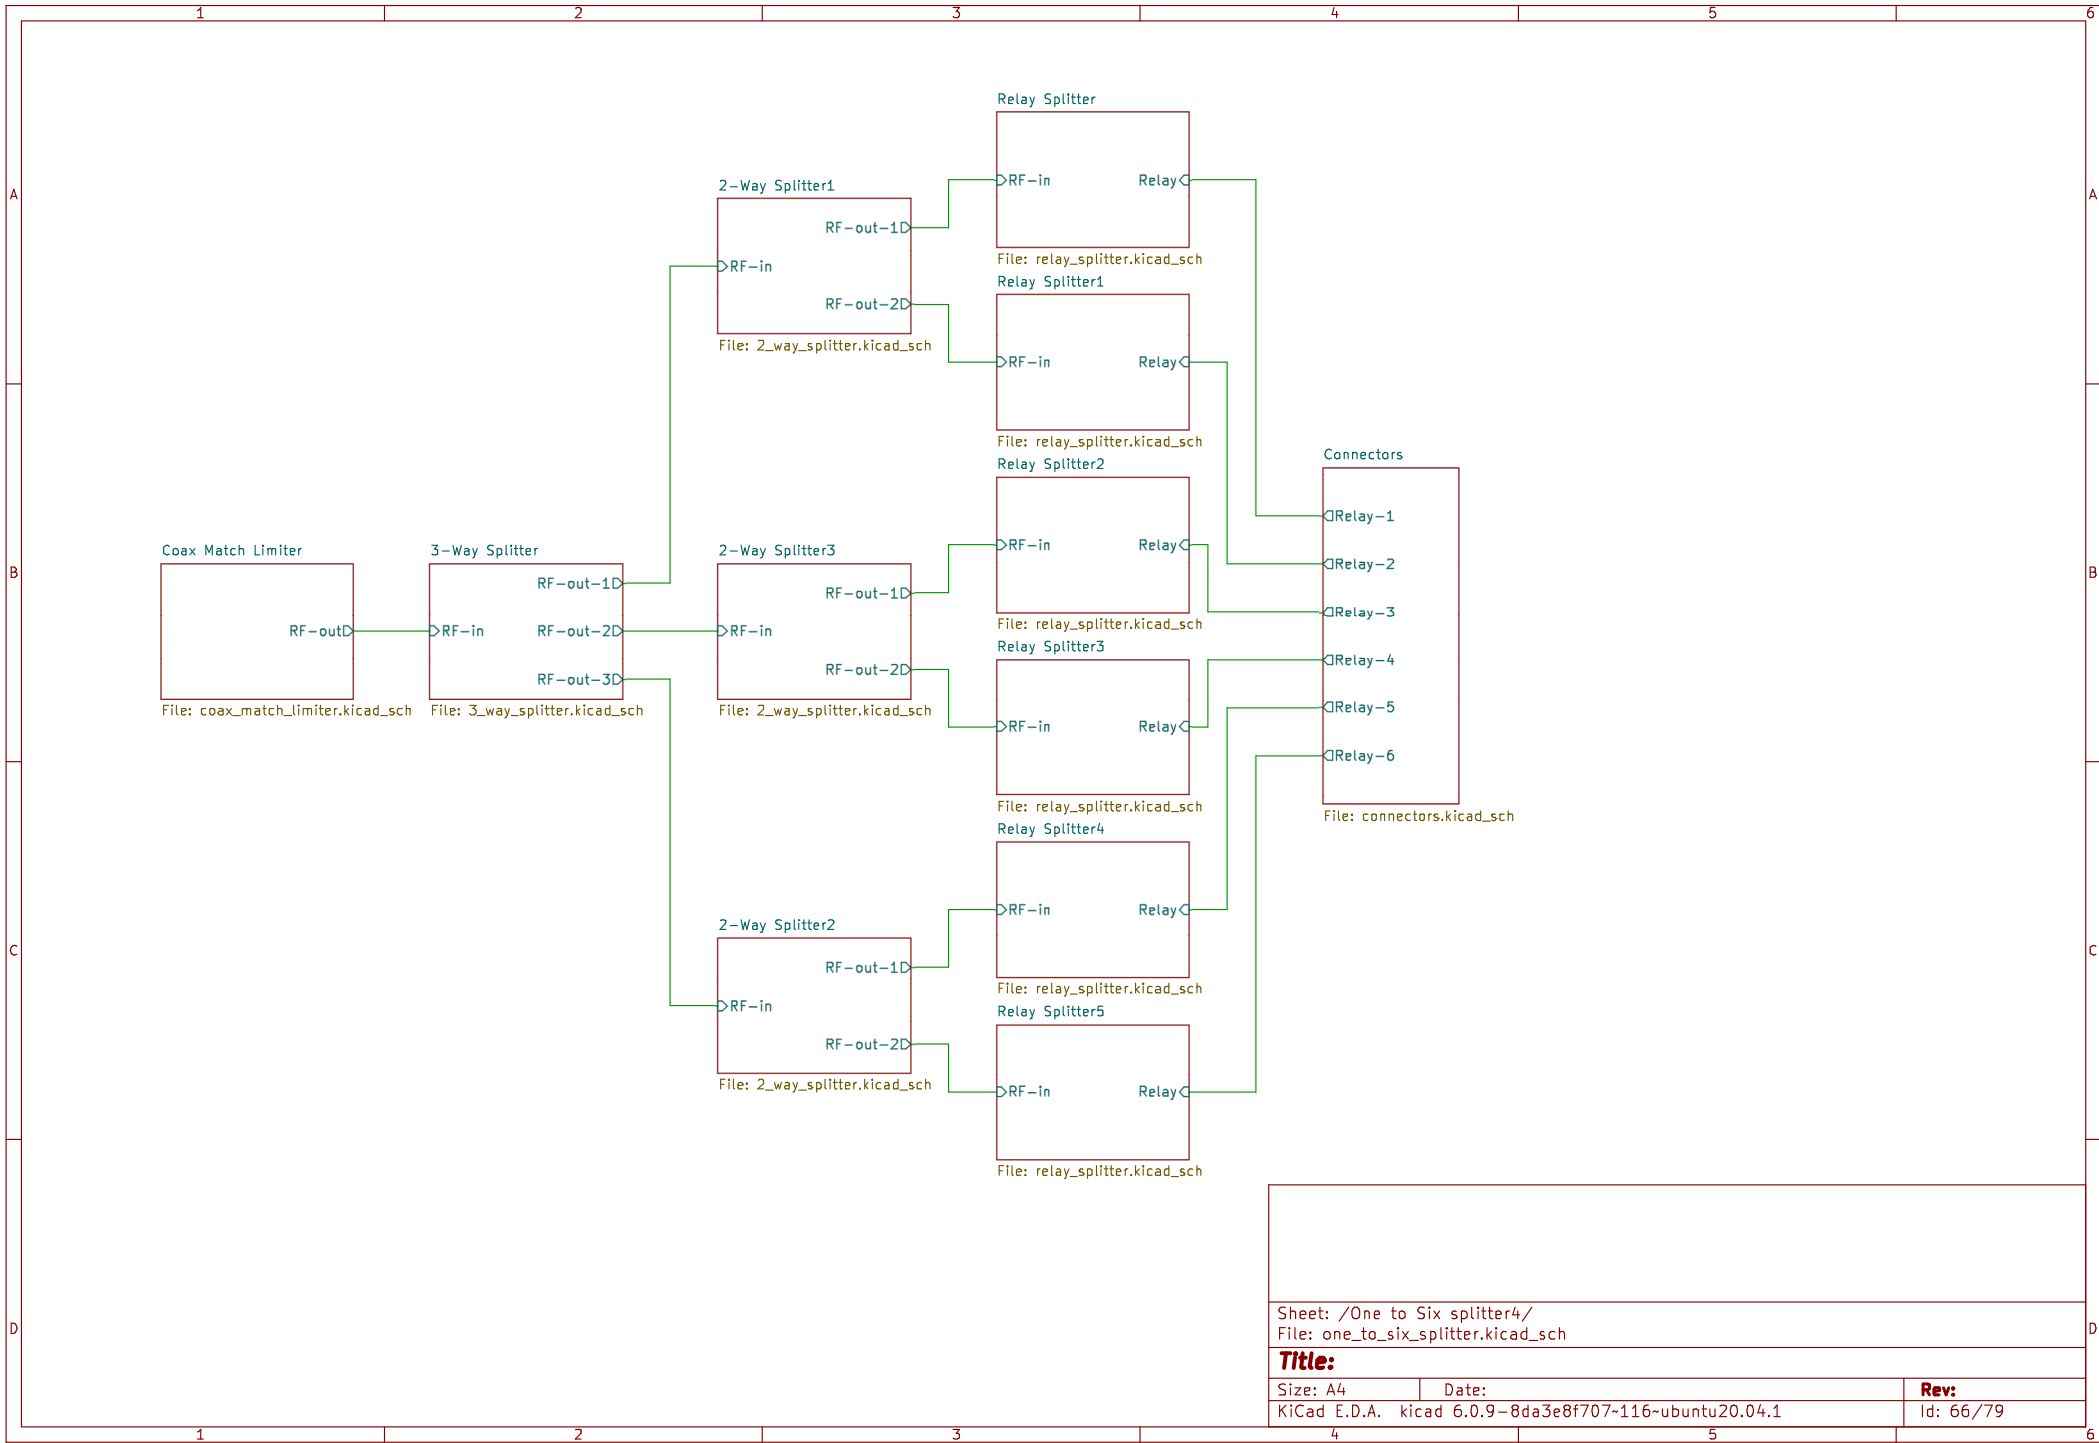 1 2 3 4 5 6
A A
B B
C C
D D
Coax Match Limiter
RF-out
File: coax_match_limiter.kicad_sch
3-Way Splitter
RF-in
RF-out-1
RF-out-2
RF-out-3
File: 3_way_splitter.kicad_sch
2-Way Splitter1
RF-out-1
RF-in
RF-out-2
File: 2_way_splitter.kicad_sch
2-Way Splitter3
RF-out-1
RF-in
RF-out-2
File: 2_way_splitter.kicad_sch
2-Way Splitter2
RF-out-1
RF-in
RF-out-2
File: 2_way_splitter.kicad_sch
Relay Splitter
RF-in Relay
File: relay_splitter.kicad_sch
Relay Splitter1
RF-in Relay
File: relay_splitter.kicad_sch
Relay Splitter2
RF-in Relay
File: relay_splitter.kicad_sch
Relay Splitter3
RF-in Relay
File: relay_splitter.kicad_sch
Relay Splitter4
RF-in Relay
File: relay_splitter.kicad_sch
Relay Splitter5
RF-in Relay
File: relay_splitter.kicad_sch
Connectors
Relay-1
Relay-2
Relay-3
Relay-4
Relay-5
Relay-6
File: connectors.kicad_sch
Sheet: /One to Six splitter4/
File: one_to_six_splitter.kicad_sch
Title:
Size: A4 Date: Rev:
KiCad E.D.A. kicad 6.0.9-8da3e8f707~116~ubuntu20.04.1 Id: 66/79
1 2 3 4 5 6